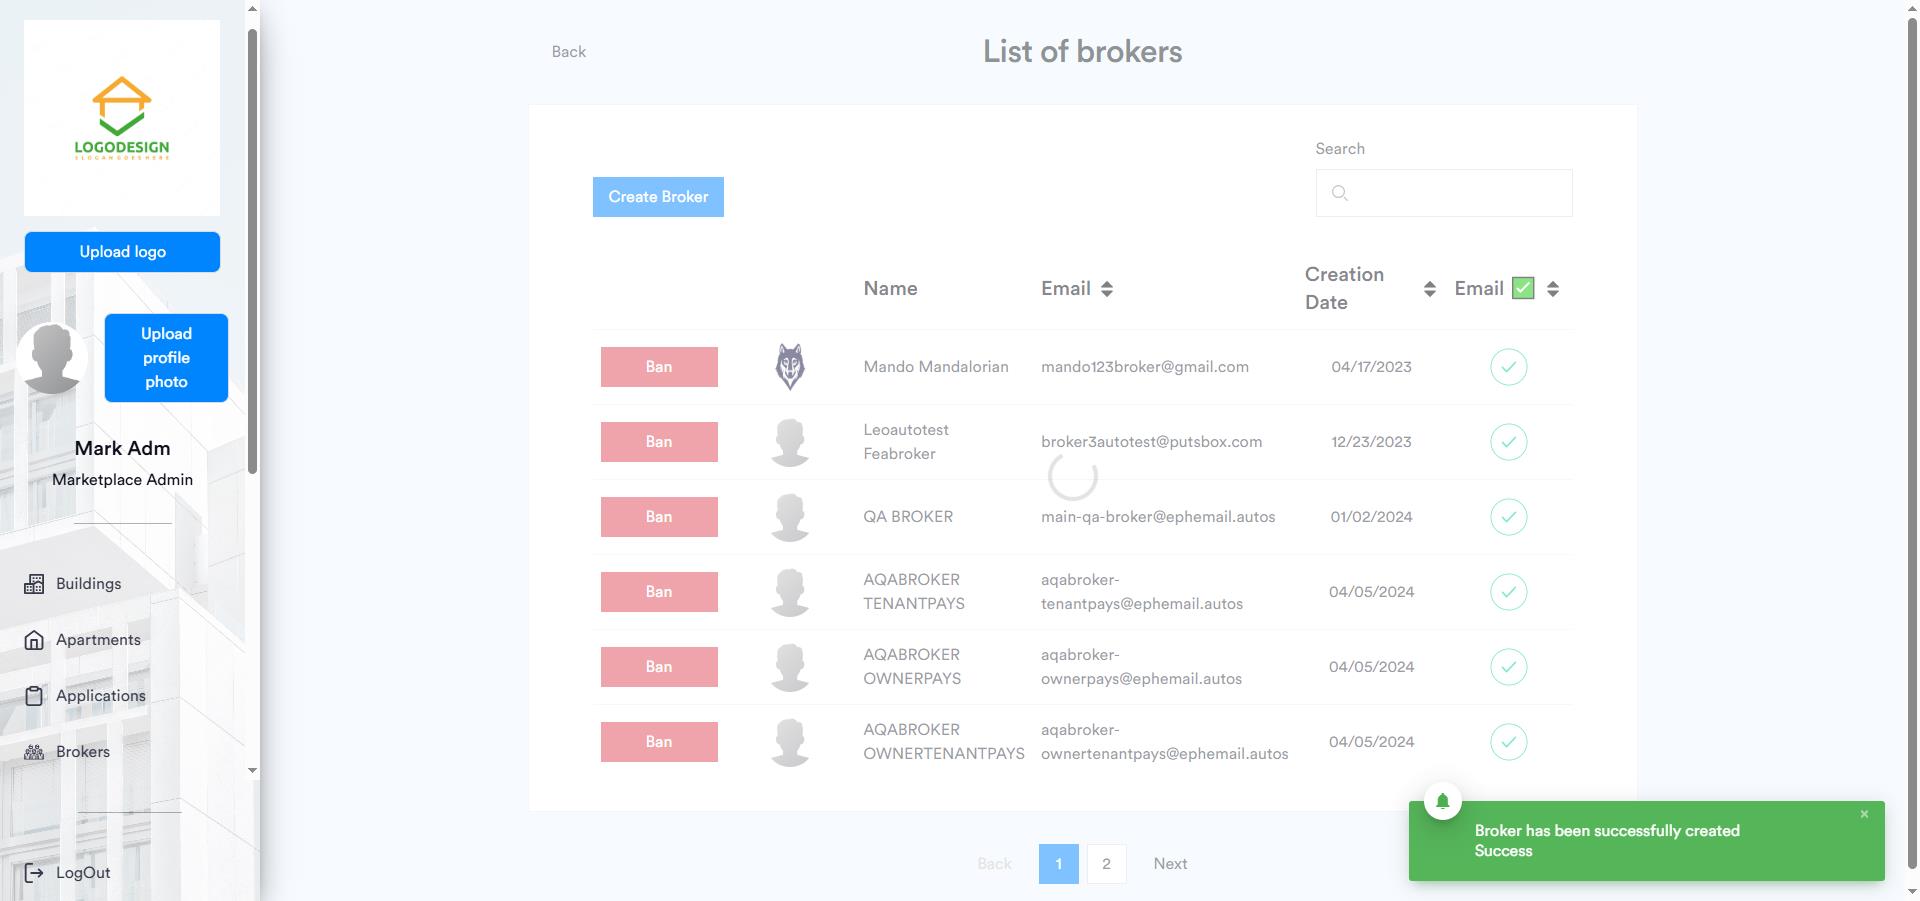 LOGODESIGN
SLOGANGOESHERE
Upload logo
Upload
profile
photo
Mark Adm
Marketplace Admin
Buildings
Apartments
Applications
Brokers
LogOut
Back
List of brokers
Search
Create Broker
Name
Email
Creation
Date
Email
Ban
Mando Mandalorian
mando123broker@gmail.com
04/17/2023
Ban
Leoautotest
Feabroker
broker3autotest@putsbox.com
12/23/2023
Ban
QA BROKER
main-qa-broker@ephemail.autos
01/02/2024
Ban
AQABROKER
TENANTPAYS
aqabroker-
tenantpays@ephemail.autos
04/05/2024
Ban
AQABROKER
OWNERPAYS
aqabroker-
ownerpays@ephemail.autos
04/05/2024
Ban
AQABROKER
OWNERTENANTPAYS
aqabroker-
ownertenantpays@ephemail.autos
04/05/2024
Back
1
2
Next
Broker has been successfully created
Success
×